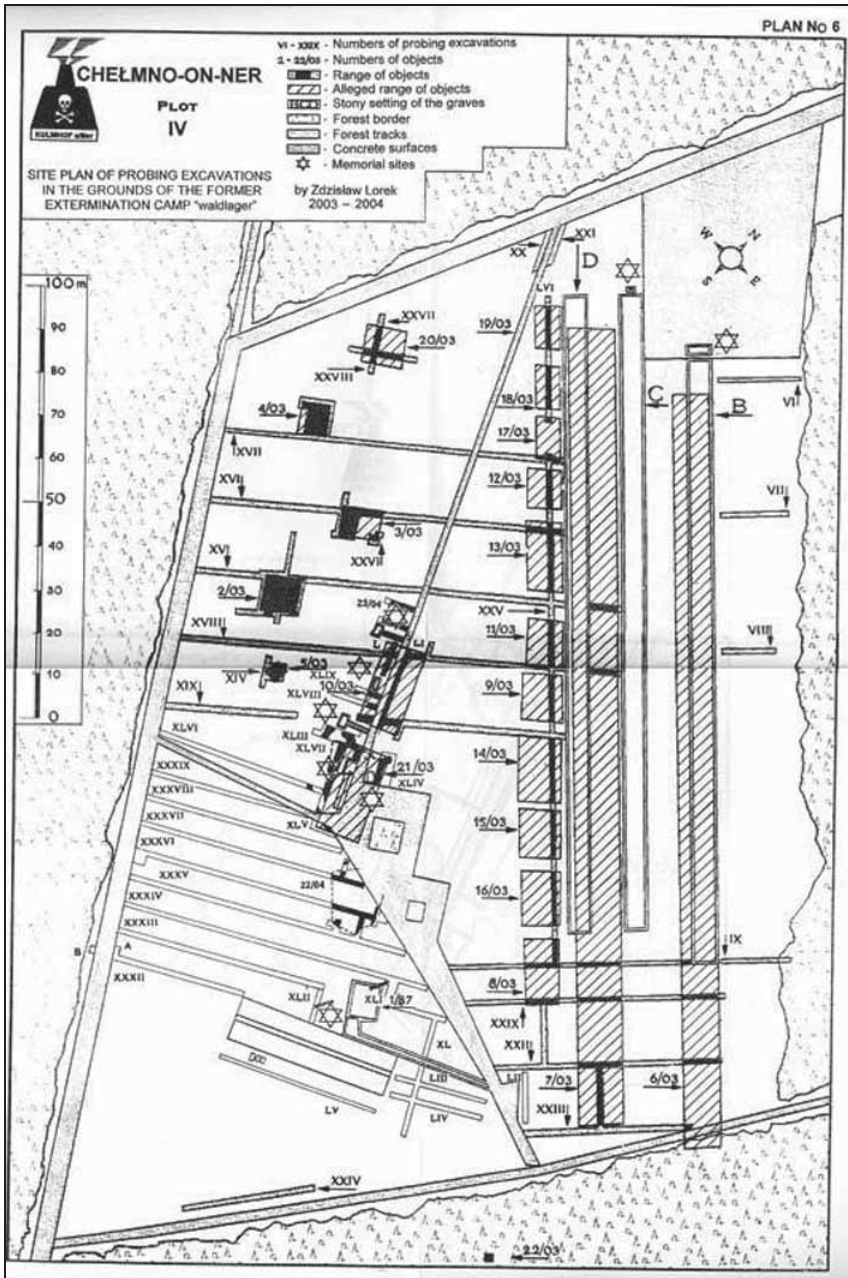 PLAN No 6
CHEŁMNO-ON-NER
PLOT
IV
KULMHOF a/Ner
SITE PLAN OF PROBING EXCAVATIONS
IN THE GROUNDS OF THE FORMER
EXTERMINATION CAMP "waldlager"
VI - XXIX - Numbers of probing excavations
2 - 22/03 - Numbers of objects
- Range of objects
- Alleged range of objects
- Stony setting of the graves
- Forest border
- Forest tracks
- Concrete surfaces
- Memorial sites
by Zdzisław Lorek
2003 – 2004
100 m
90
80
70
60
50
40
30
20
10
0
XX
XXI
D
N
E
S
W
LVI
XXVII
20/03
XXVIII
19/03
18/03
4/03
17/03
C
B
VI
XVII
12/03
XVI
3/03
XXVII
13/03
VII
XV
2/03
XXV
XVIII
11/03
VIII
XIV
5/03
XLIX
10/03
XLVIII
9/03
XIX
XLVI
XLIII
XLVII
14/03
21/03
XLIV
XXXIX
XXXVIII
XXXVII
XLV
15/03
XXXVI
XXXV
22/04
16/03
XXXIV
XXXIII
B
A
XXXII
IX
XLII
XLI
1/87
8/03
XXIX
XL
XXII
LII
LIII
7/03
6/03
LV
LIV
XXIII
XXIV
22/03